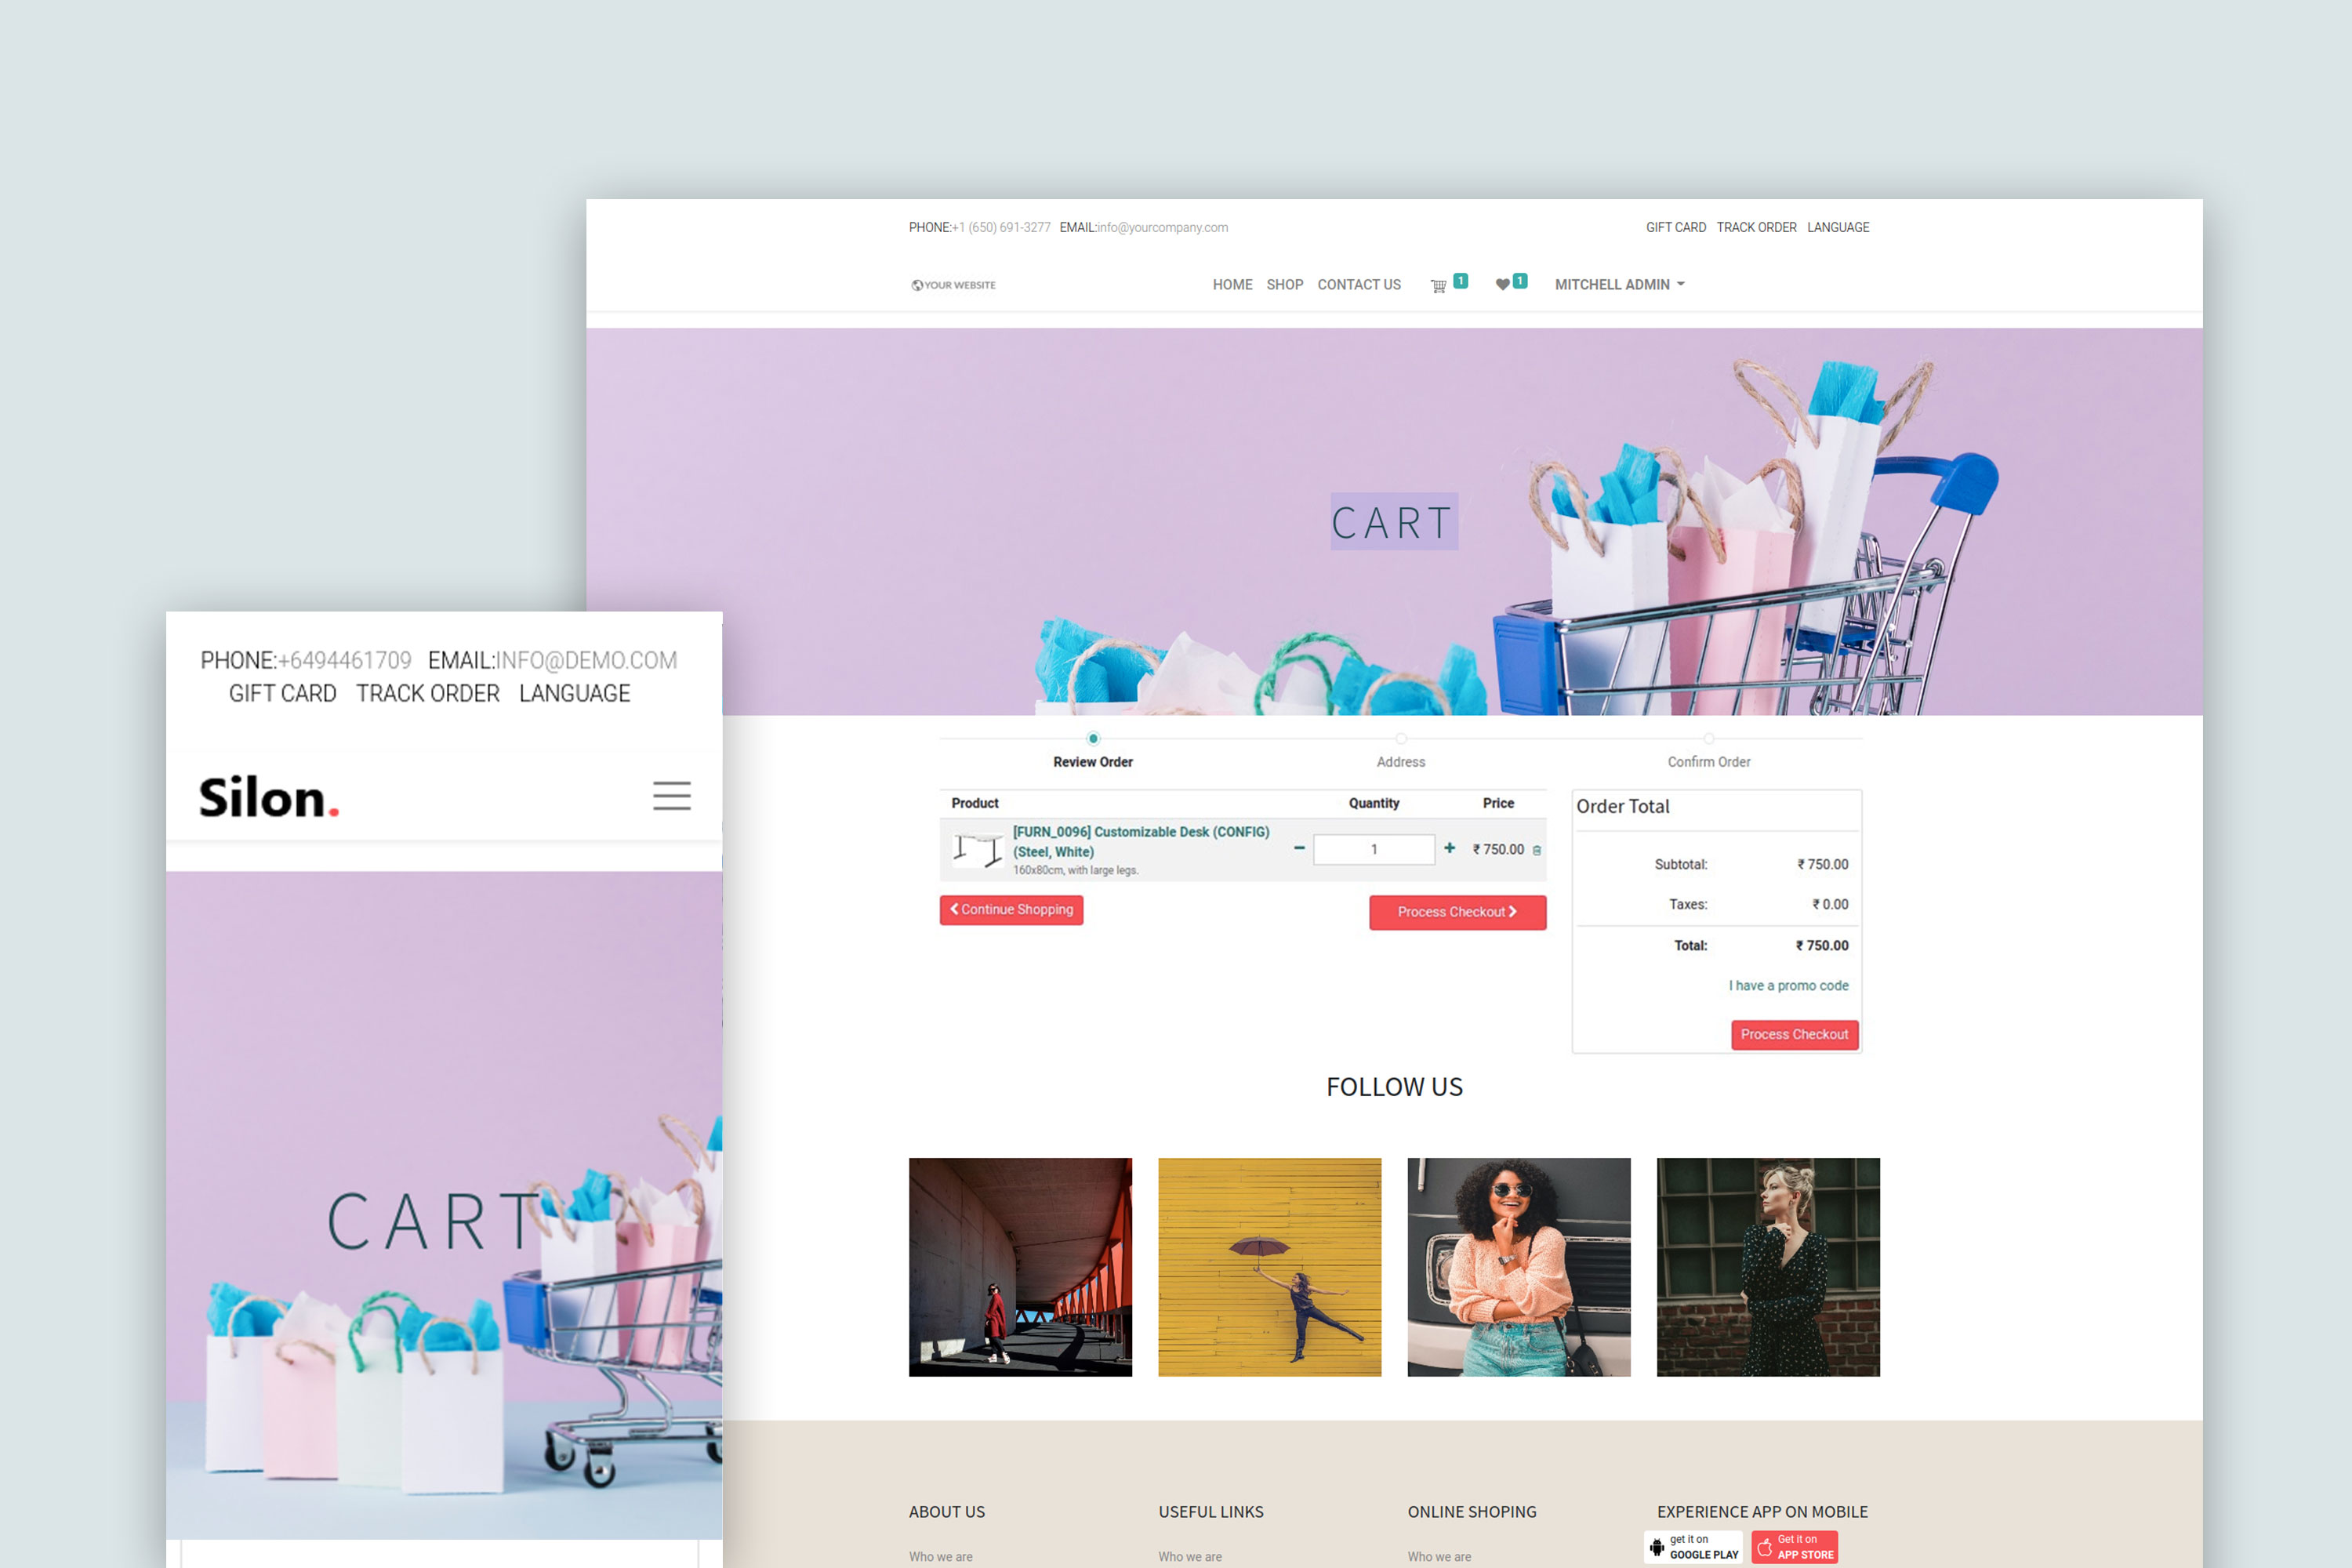 PHONE:+1 (650) 691-3277 EMAIL:info@yourcompany.com
GIFT CARD TRACK ORDER LANGUAGE
YOUR WEBSITE
HOME SHOP CONTACT US 1 1 MITCHELL ADMIN
CART
Review Order Address Confirm Order
Product Quantity Price
[FURN_0096] Customizable Desk (CONFIG)
(Steel, White)
160x80cm, with large legs.
1
₹ 750.00
Continue Shopping
Process Checkout
Order Total
Subtotal: ₹ 750.00
Taxes: ₹ 0.00
Total: ₹ 750.00
I have a promo code
Process Checkout
FOLLOW US
ABOUT US
Who we are
USEFUL LINKS
Who we are
ONLINE SHOPING
Who we are
EXPERIENCE APP ON MOBILE
get it on
GOOGLE PLAY
Get it on
APP STORE
PHONE:+6494461709 EMAIL:INFO@DEMO.COM
GIFT CARD TRACK ORDER LANGUAGE
Silon.
CART